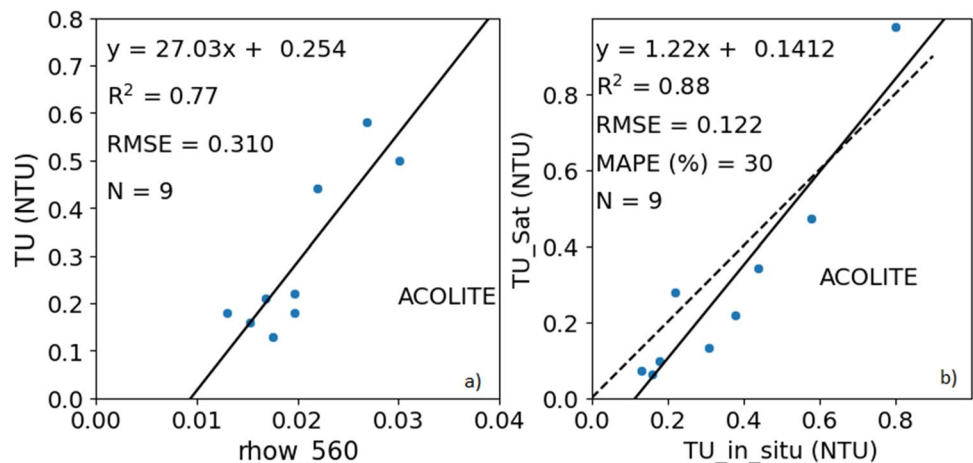 y = 27.03x + 0.254
R² = 0.77
RMSE = 0.310
N = 9
ACOLITE
a)
0.8
0.7
0.6
0.5
0.4
0.3
0.2
0.1
0.0
TU (NTU)
0.00 0.01 0.02 0.03 0.04
rhow_560
y = 1.22x + 0.1412
R² = 0.88
RMSE = 0.122
MAPE (%) = 30
N = 9
ACOLITE
b)
0.8
0.6
0.4
0.2
0.0
TU_Sat (NTU)
0.0 0.2 0.4 0.6 0.8
TU_in_situ (NTU)